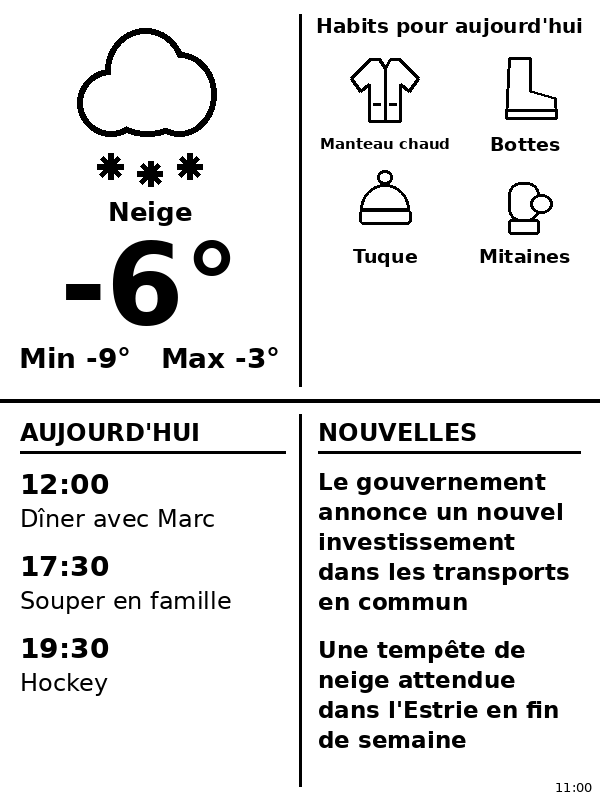 Neige
-6°
Min -9° Max -3°
Habits pour aujourd'hui
Manteau chaud
Bottes
Tuque
Mitaines
AUJOURD'HUI
12:00
Dîner avec Marc
17:30
Souper en famille
19:30
Hockey
NOUVELLES
Le gouvernement
annonce un nouvel
investissement
dans les transports
en commun
Une tempête de
neige attendue
dans l'Estrie en fin
de semaine
11:00